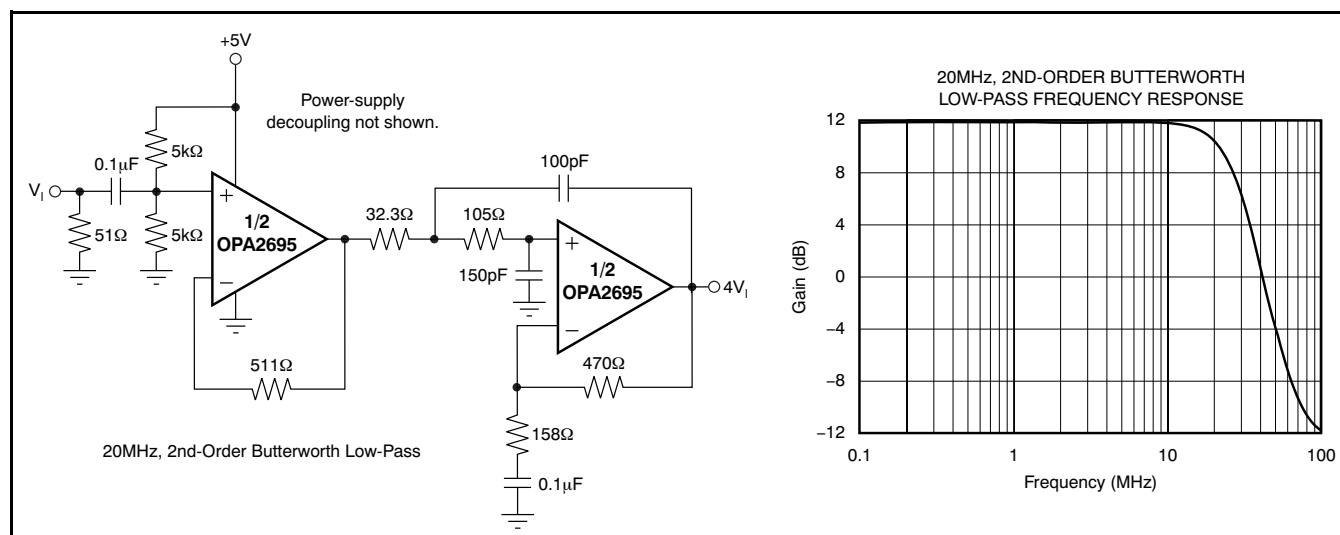 +5V
Power-supply
decoupling not shown.
5kΩ
0.1μF
V_I
51Ω
5kΩ
+
1/2
OPA2695
−
511Ω
32.3Ω
105Ω
100pF
150pF
+
1/2
OPA2695
−
4V_I
470Ω
158Ω
0.1μF
20MHz, 2nd-Order Butterworth Low-Pass
20MHz, 2ND-ORDER BUTTERWORTH
LOW-PASS FREQUENCY RESPONSE
12
8
4
0
−4
−8
−12
Gain (dB)
0.1
1
10
100
Frequency (MHz)